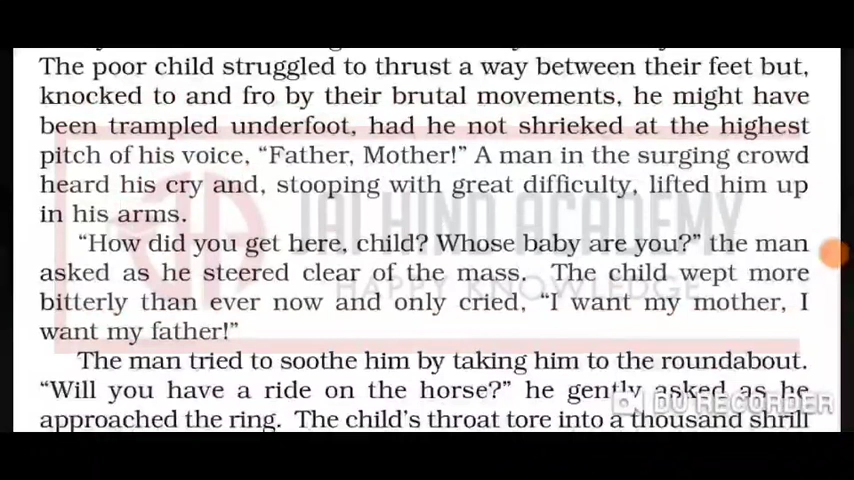 The poor child struggled to thrust a way between their feet but,
knocked to and fro by their brutal movements, he might have
been trampled underfoot, had he not shrieked at the highest
pitch of his voice, “Father, Mother!” A man in the surging crowd
heard his cry and, stooping with great difficulty, lifted him up
in his arms.
“How did you get here, child? Whose baby are you?” the man
asked as he steered clear of the mass. The child wept more
bitterly than ever now and only cried, “I want my mother, I
want my father!”
The man tried to soothe him by taking him to the roundabout.
“Will you have a ride on the horse?” he gently asked as he
approached the ring. The child’s throat tore into a thousand shrill
JAI HIND ACADEMY
HAPPY KNOWLEDGE
DU RECORDER